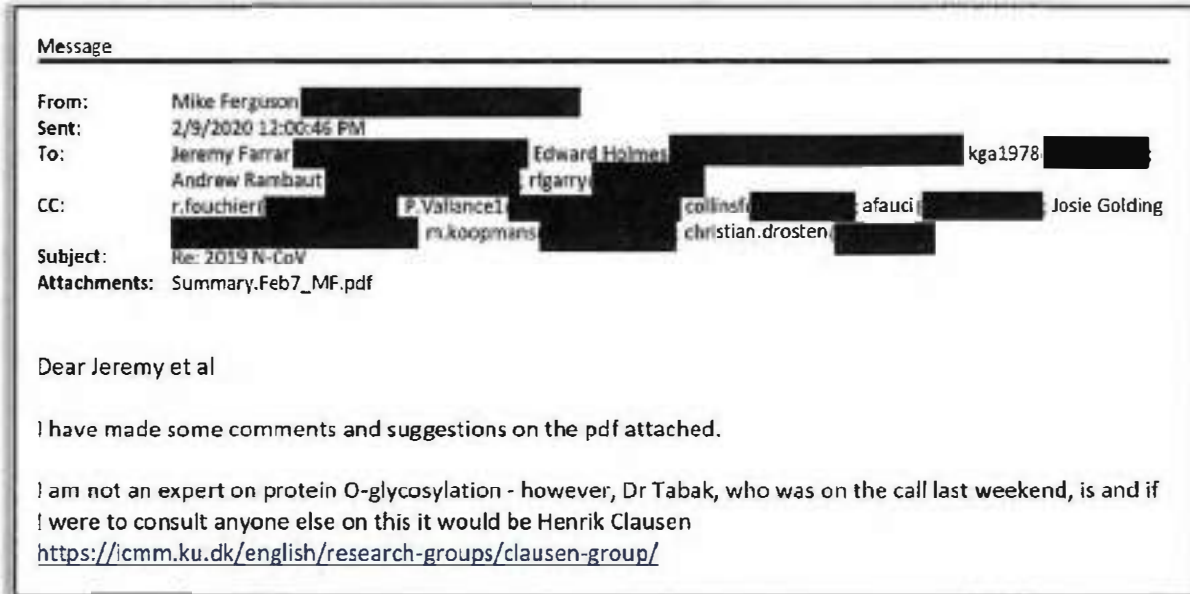 Message
From: Mike Ferguson
Sent: 2/9/2020 12:00:46 PM
To: Jeremy Farrar Edward Holmes kga1978
Andrew Rambaut rfgarry
CC: r.fouchier P.Vallance1 collinsf afauci Josie Golding
m.koopmans christian.drosten
Subject: Re: 2019 N-CoV
Attachments: Summary.Feb7_MF.pdf
Dear Jeremy et al
I have made some comments and suggestions on the pdf attached.
I am not an expert on protein O-glycosylation - however, Dr Tabak, who was on the call last weekend, is and if
I were to consult anyone else on this it would be Henrik Clausen
https://icmm.ku.dk/english/research-groups/clausen-group/